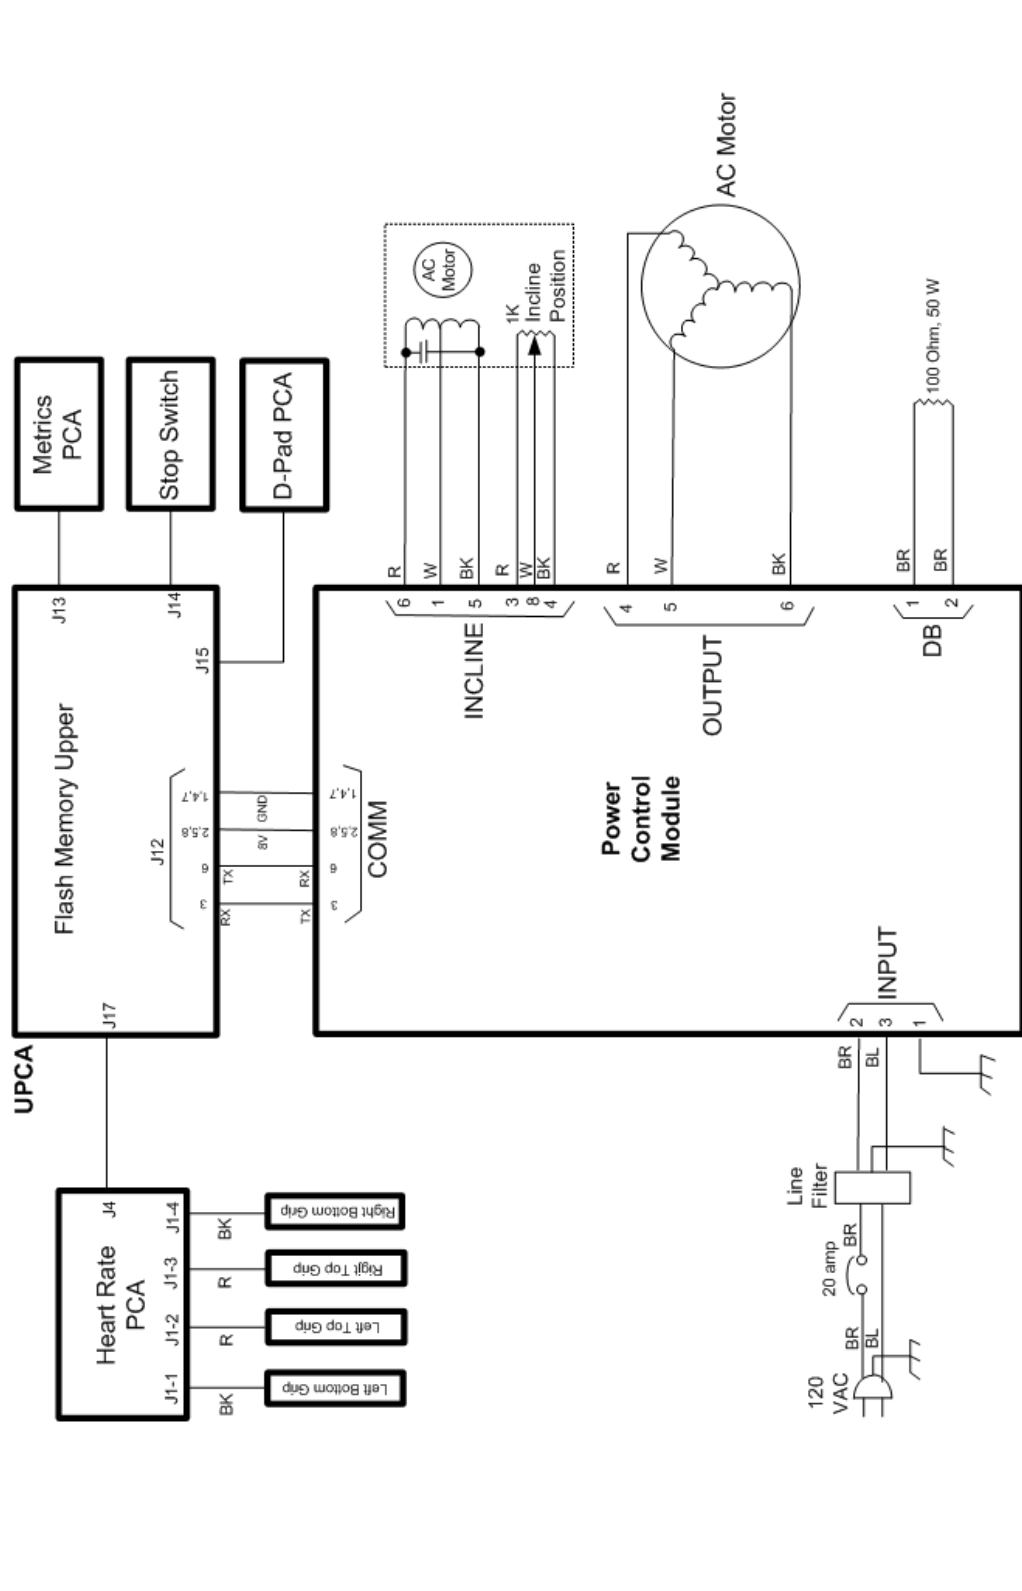 UPCA
Flash Memory Upper
J17
J12
3
6
2,5,8
1,4,7
J15
J13
J14
Metrics
PCA
Stop Switch
D-Pad PCA
Heart Rate
PCA
J4
J1-1
J1-2
J1-3
J1-4
BK
R
R
BK
Left Bottom Grip
Left Top Grip
Rigjt Top Grip
Right Bottom Grip
RX
TX
8V
GND
TX
RX
3
6
2,5,8
1,4,7
COMM
Power
Control
Module
INCLINE
6
1
5
3
8
4
R
W
BK
R
W
BK
AC
Motor
1K
Incline
Position
OUTPUT
4
5
6
R
W
BK
AC Motor
DB
1
2
BR
BR
100 Ohm, 50 W
INPUT
2
3
1
BR
BL
Line
Filter
BR
20 amp
BR
BL
120
VAC